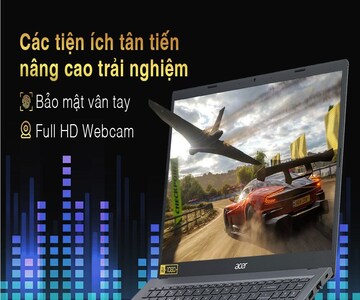 Các tiện ích tân tiến
nâng cao trải nghiệm
Bảo mật vân tay
Full HD Webcam
acer